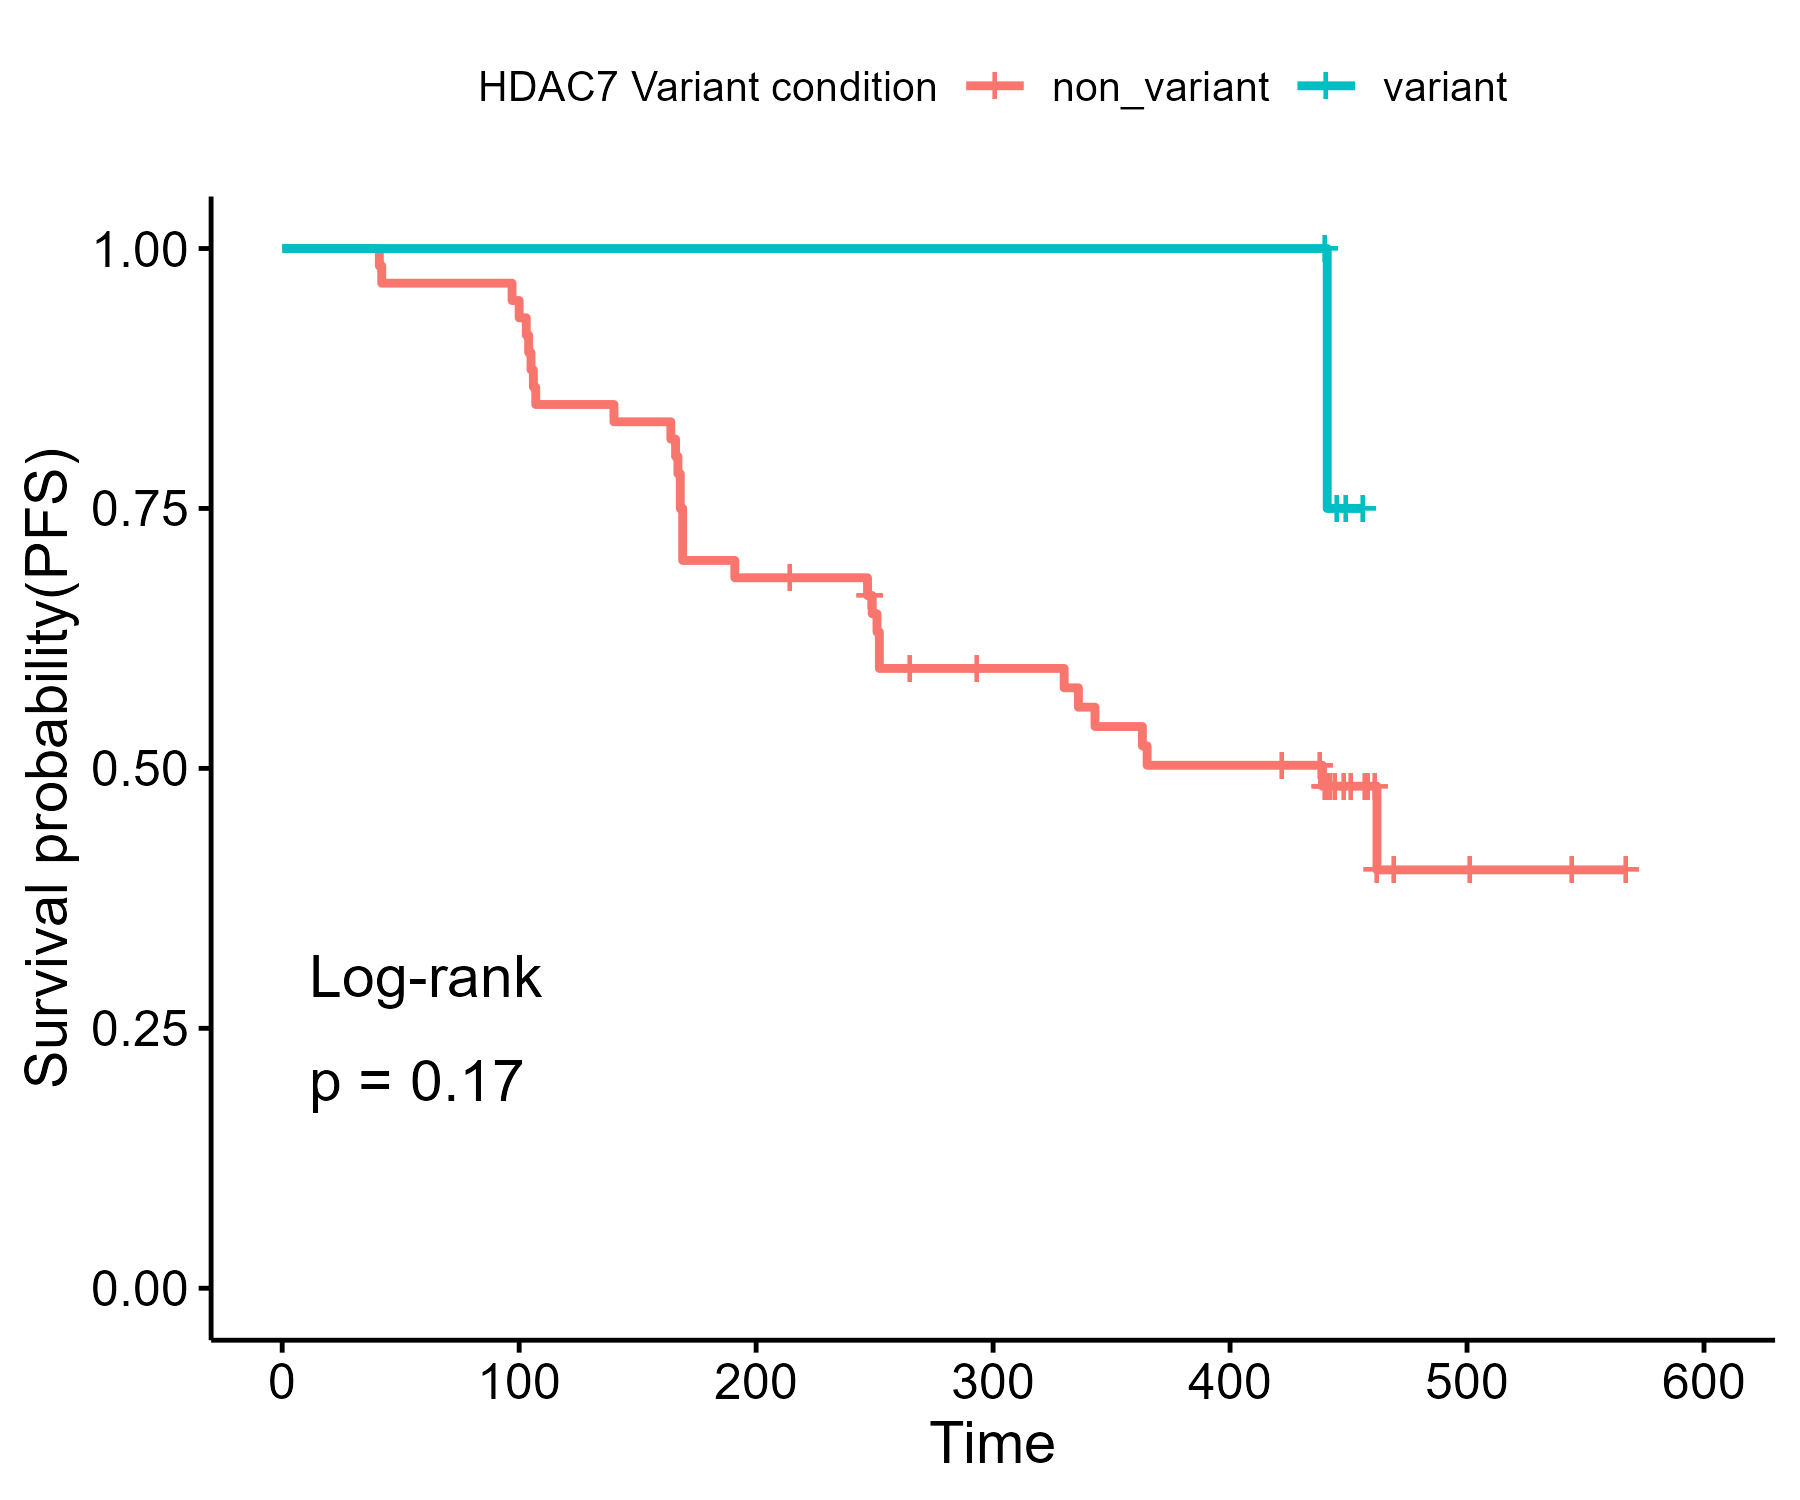 HDAC7 Variant condition non_variant variant
Survival probability(PFS)
1.00
0.75
0.50
0.25
0.00
Log-rank
p = 0.17
0 100 200 300 400 500 600
Time